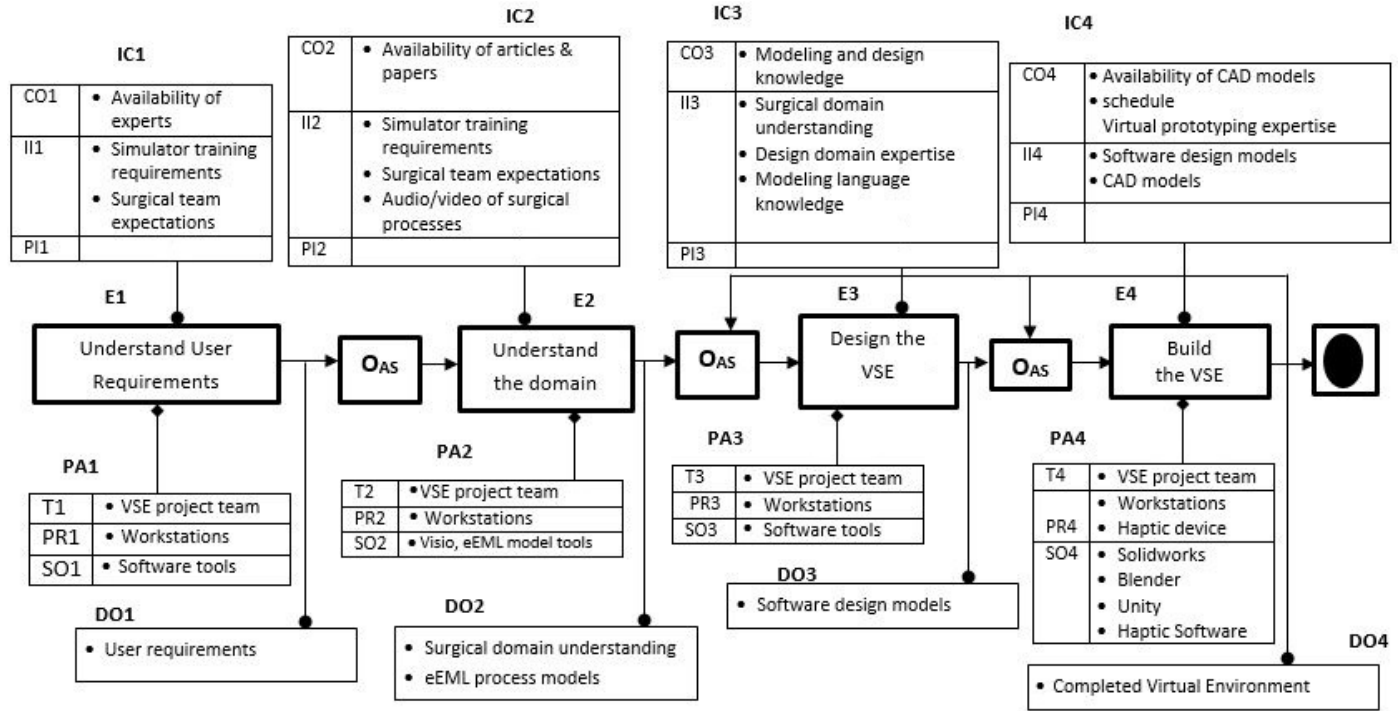 IC1
CO1
• Availability of
experts
II1
• Simulator training
requirements
• Surgical team
expectations
PI1
IC2
CO2
• Availability of articles &
papers
II2
• Simulator training
requirements
• Surgical team expectations
• Audio/video of surgical
processes
PI2
IC3
CO3
• Modeling and design
knowledge
II3
• Surgical domain
understanding
• Design domain expertise
• Modeling language
knowledge
PI3
IC4
CO4
• Availability of CAD models
• schedule
Virtual prototyping expertise
II4
• Software design models
• CAD models
PI4
E1
Understand User
Requirements
OAS
E2
Understand
the domain
OAS
E3
Design the
VSE
OAS
E4
Build
the VSE
PA1
T1
• VSE project team
PR1
• Workstations
SO1
• Software tools
PA2
T2
• VSE project team
PR2
• Workstations
SO2
• Visio, eEML model tools
PA3
T3
• VSE project team
PR3
• Workstations
SO3
• Software tools
PA4
T4
• VSE project team
• Workstations
PR4
• Haptic device
SO4
• Solidworks
• Blender
• Unity
• Haptic Software
DO1
• User requirements
DO2
• Surgical domain understanding
• eEML process models
DO3
• Software design models
DO4
• Completed Virtual Environment